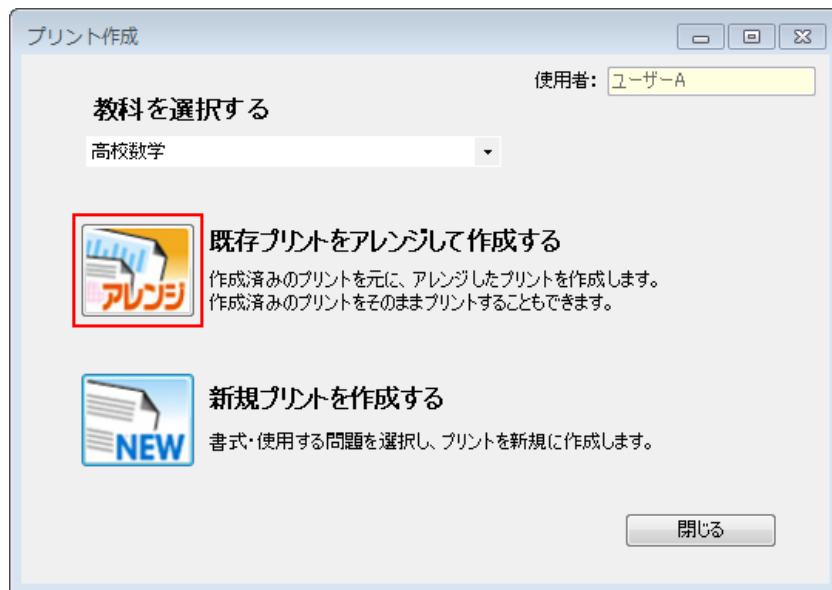 プリント作成
使用者: ユーザーA
教科を選択する
高校数学
アレンジ
既存プリントをアレンジして作成する
作成済みのプリントを元に、アレンジしたプリントを作成します。
作成済みのプリントをそのままプリントすることもできます。
NEW
新規プリントを作成する
書式・使用する問題を選択し、プリントを新規に作成します。
閉じる